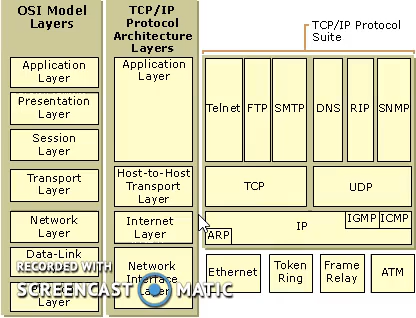 OSI Model
Layers
TCP/IP
Protocol
Architecture
Layers
TCP/IP Protocol
Suite
Application
Layer
Presentation
Layer
Session
Layer
Transport
Layer
Network
Layer
Data-Link
Layer
Application
Layer
Host-to-Host
Transport
Layer
Internet
Layer
Network
Interface
Layer
Telnet
FTP
SMTP
DNS
RIP
SNMP
TCP
UDP
IP
IGMP
ICMP
ARP
Ethernet
Token
Ring
Frame
Relay
ATM
RECORDED WITH
SCREENCAST MATIC